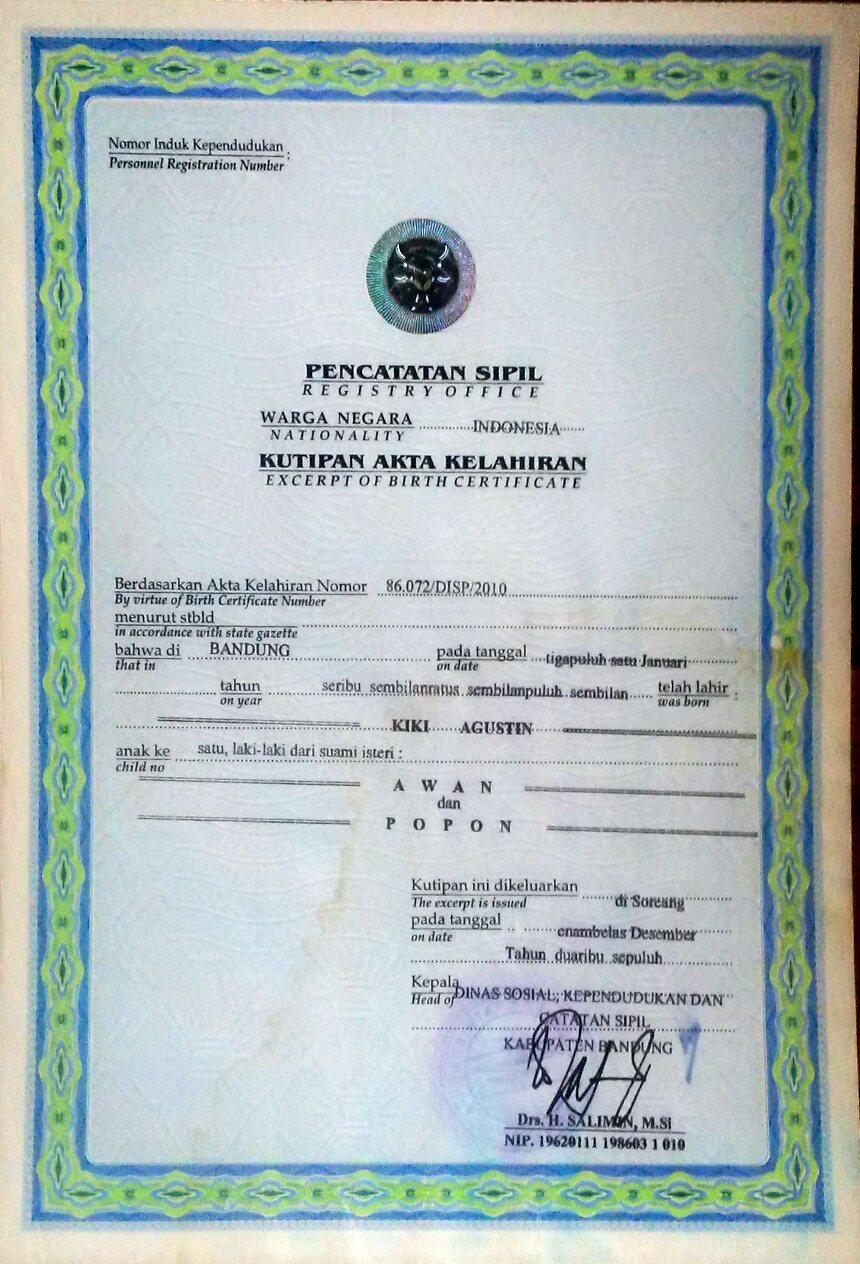 Nomor Induk Kependudukan :
Personnel Registration Number
PENCATATAN SIPIL
REGISTRY OFFICE
WARGA NEGARA INDONESIA
NATIONALITY
KUTIPAN AKTA KELAHIRAN
EXCERPT OF BIRTH CERTIFICATE
Berdasarkan Akta Kelahiran Nomor 86.072/DISP/2010
By virtue of Birth Certificate Number
menurut stbld
in accordance with state gazette
bahwa di BANDUNG pada tanggal tigapuluh satu Januari
that in on date
tahun seribu sembilanratus sembilanpuluh sembilan telah lahir :
on year was born
KIKI AGUSTIN
anak ke satu, laki-laki dari suami isteri :
child no
A W A N
dan
P O P O N
Kutipan ini dikeluarkan di Soreang
The excerpt is issued
pada tanggal enambelas Desember
on date
Tahun duaribu sepuluh
Kepala DINAS SOSIAL, KEPENDUDUKAN DAN
Head of
CATATAN SIPIL
KABUPATEN BANDUNG
Drs. H. SALIMIN, M.Si
NIP. 19620111 198603 1 010